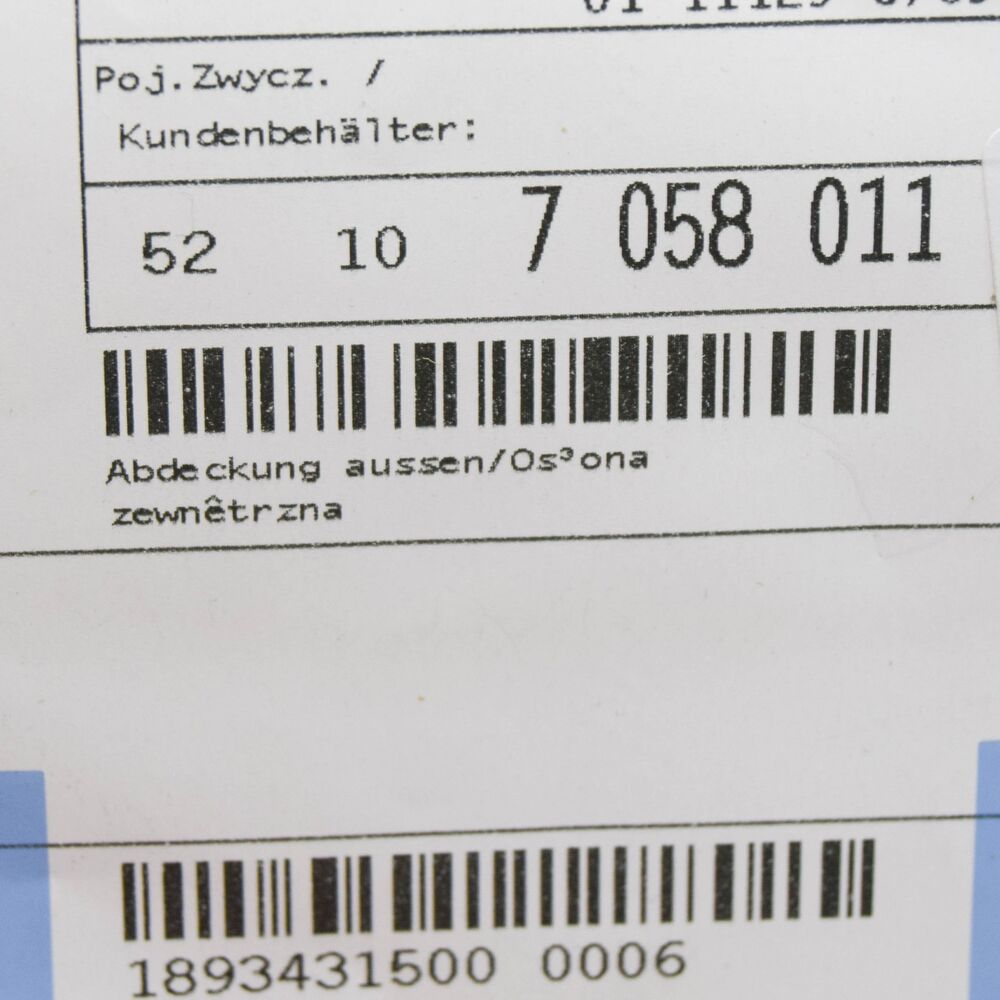 Poj.Zwycz. /
Kundenbehälter:
52 10 7 058 011
Abdeckung aussen/Os³ona
zewnêtrzna
1893431500 0006